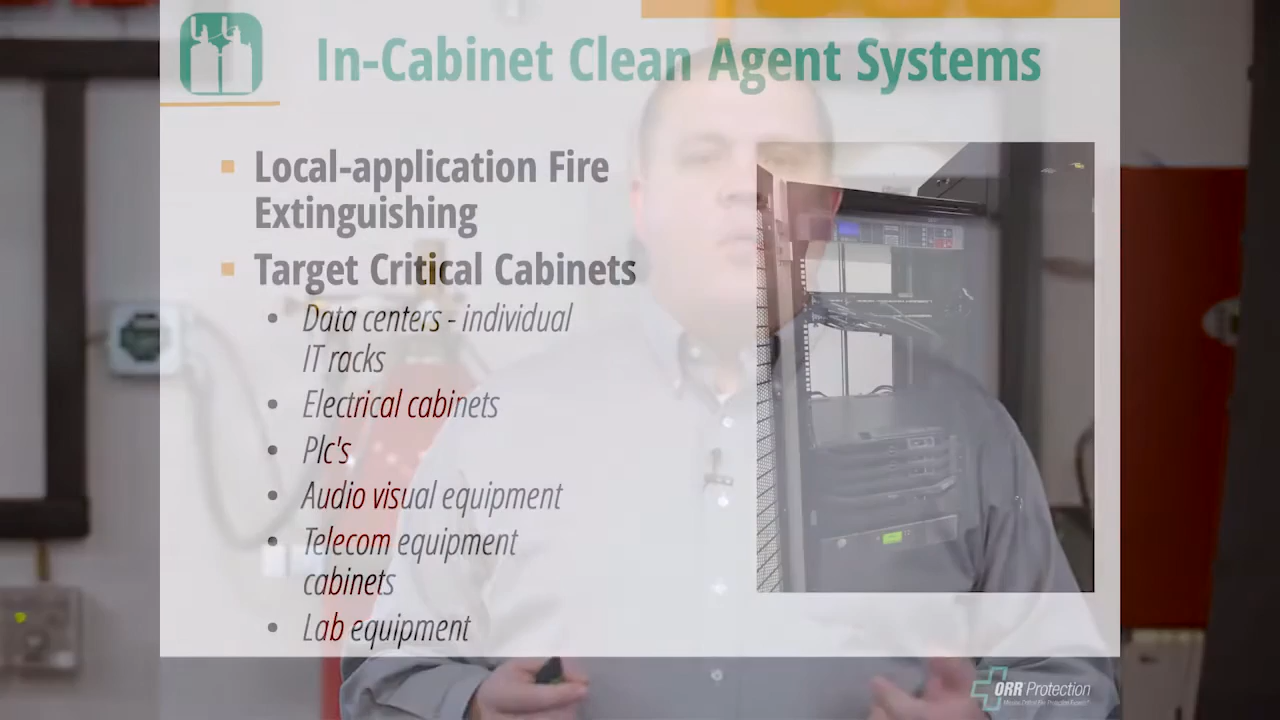 In-Cabinet Clean Agent Systems
Local-application Fire
Extinguishing
Target Critical Cabinets
Data centers - individual
IT racks
Electrical cabinets
Plc's
Audio visual equipment
Telecom equipment
cabinets
Lab equipment
ORR Protection